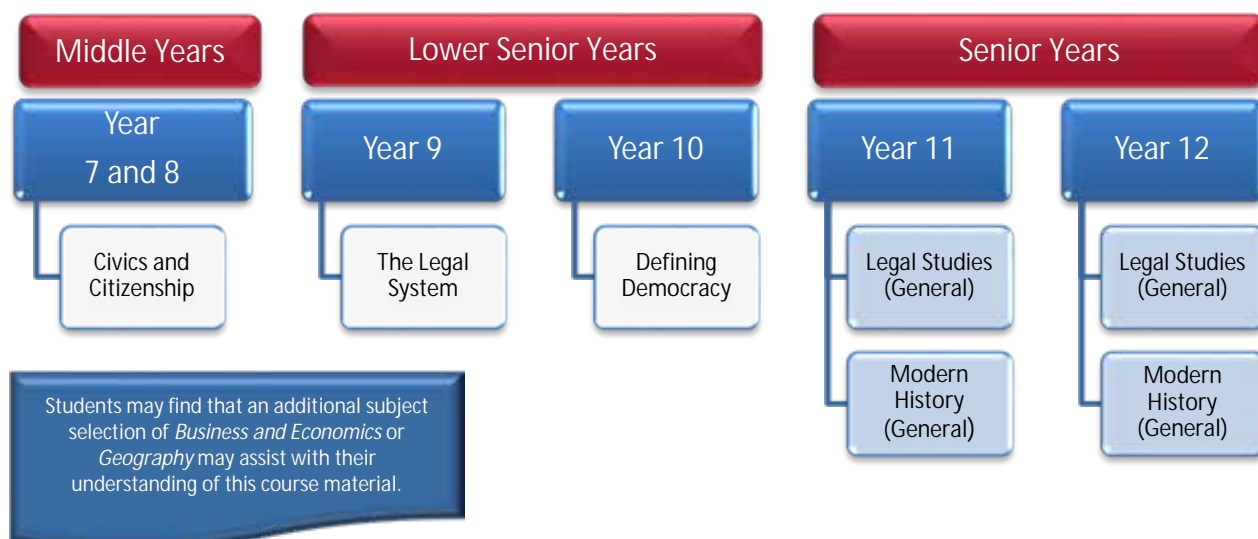 Middle Years
Lower Senior Years
Senior Years
Year
7 and 8
Year 9
Year 10
Year 11
Year 12
Civics and
Citizenship
The Legal
System
Defining
Democracy
Legal Studies
(General)
Legal Studies
(General)
Modern
History
(General)
Modern
History
(General)
Students may find that an additional subject
selection of Business and Economics or
Geography may assist with their
understanding of this course material.